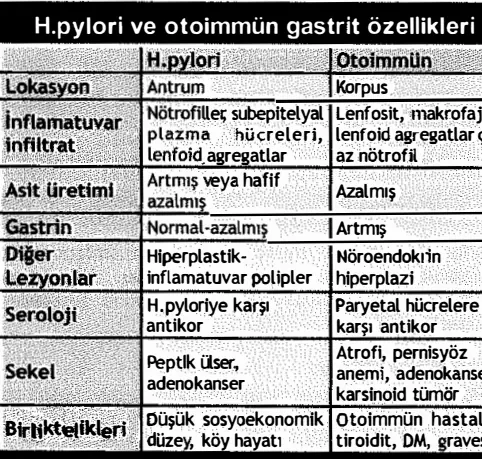 H.pylori ve otoimmün gastrit özellikleri
H.pylori Otoimmün
Lokasyon Antrum Korpus
İnflamatuvar infiltrat
Nötrofiller, subepitelyal
plazma hücreleri,
lenfoid agregatlar
Lenfosit, makrofaj
lenfoid agregatlar
az nötrofil
Asit üretimi
Artmış veya hafif
azalmış
Azalmış
Gastrin Normal-azalmış Artmış
Diğer
Lezyonlar
Hiperplastik-
inflamatuvar polipler
Nöroendokrin
hiperplazi
Seroloji
H.pyloriye karşı
antikor
Paryetal hücrelere
karşı antikor
Sekel
Peptik ülser,
adenokanser
Atrofi, pernisyöz
anemi, adenokanse
karsinoid tümör
Birliktelikleri
Düşük sosyoekonomik
düzey, köy hayatı
Otoimmün hastal
tiroidit, DM, graves